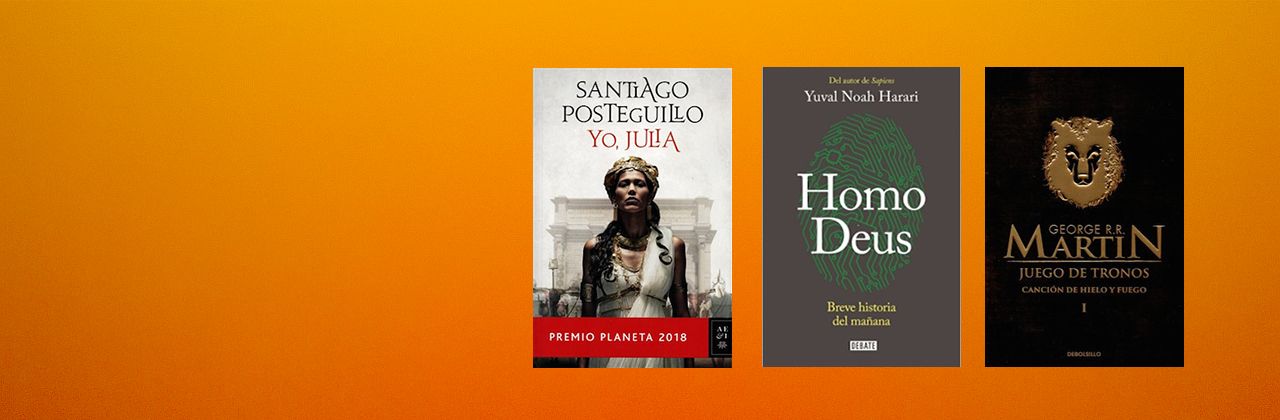 SANTIAGO
POSTEGUILLO
YO, JULIA
PREMIO PLANETA 2018
AE
&I
Del autor de Sapiens
Yuval Noah Harari
Homo
Deus
Breve historia
del mañana
DEBATE
GEORGE R.R.
MARTIN
JUEGO DE TRONOS
CANCIÓN DE HIELO Y FUEGO
I
DEBOLSILLO